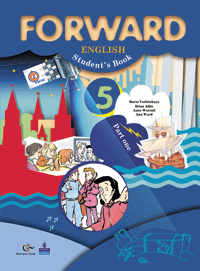 FORWARD
ENGLISH
Student's Book
5
Maria Verbitskaya
Brian Abbs
Anne Worrall
Ann Ward
Part one